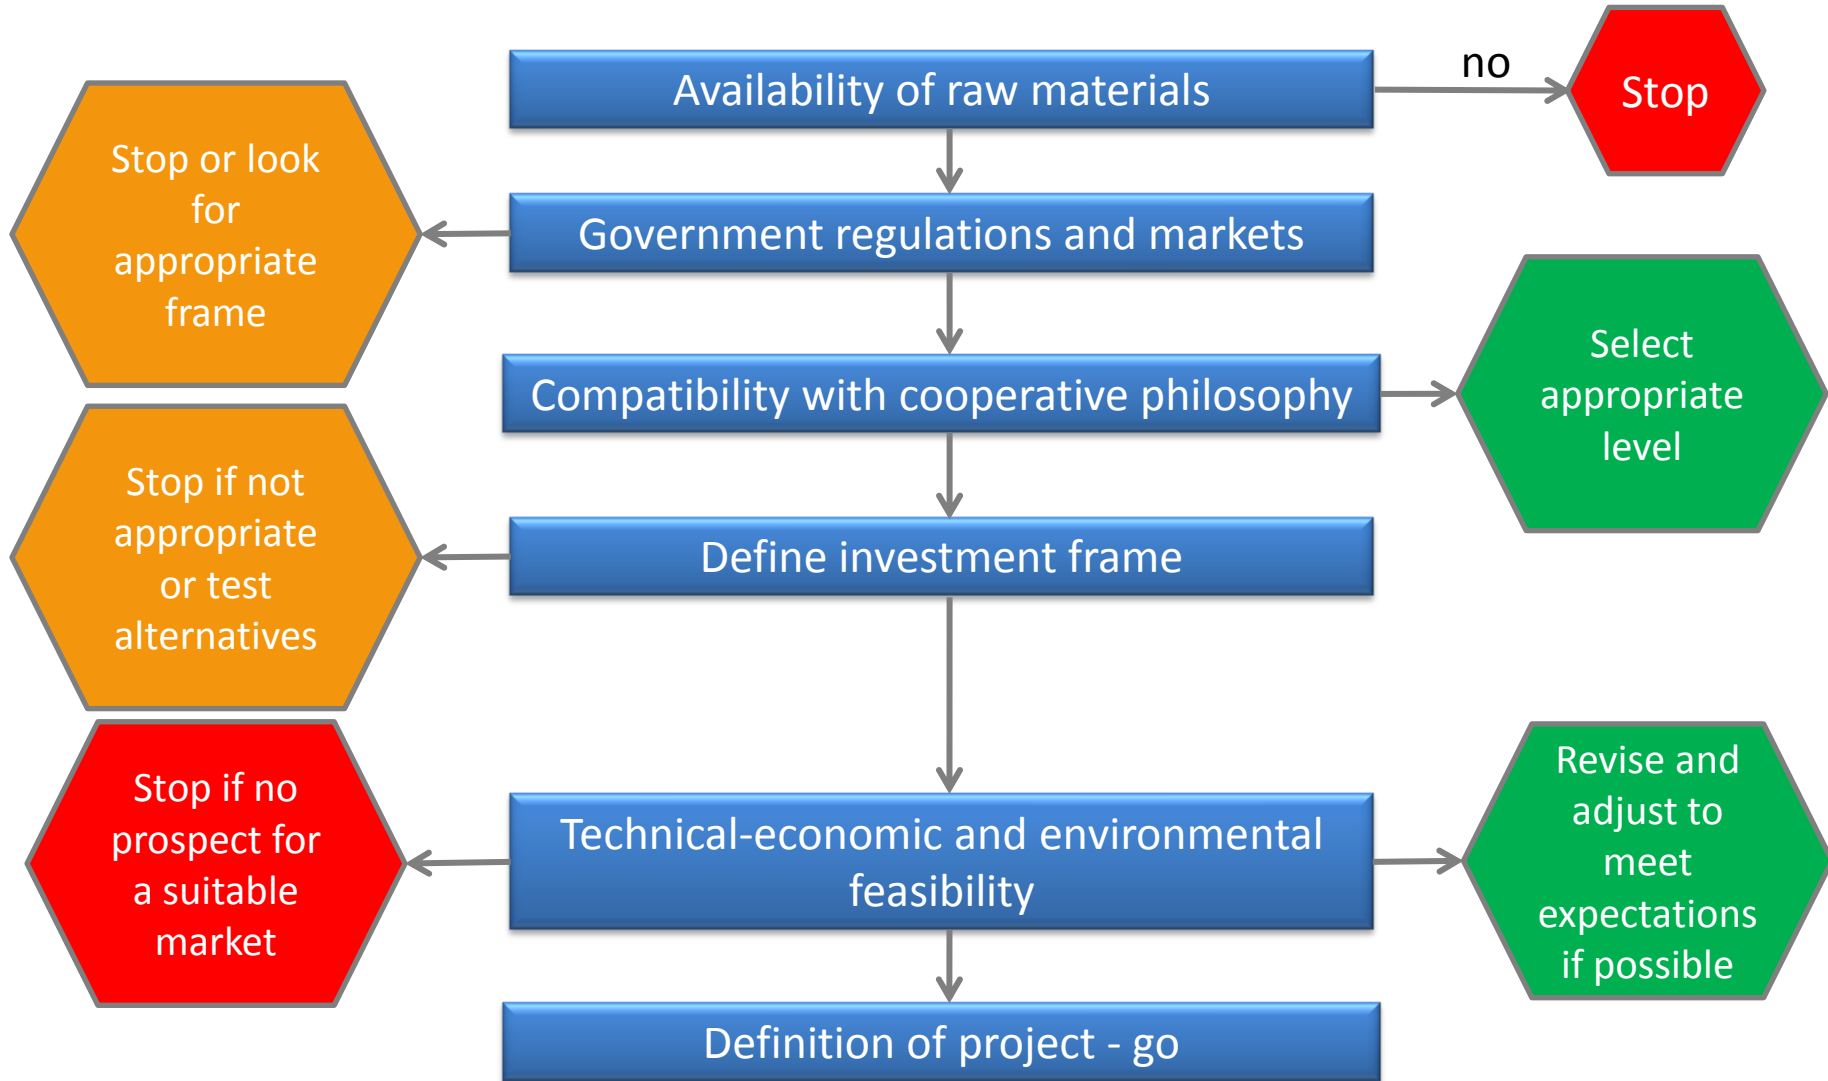 Availability of raw materials
no
Stop
Stop or look
for
appropriate
frame
Government regulations and markets
Compatibility with cooperative philosophy
Select
appropriate
level
Stop if not
appropriate
or test
alternatives
Define investment frame
Stop if no
prospect for
a suitable
market
Technical-economic and environmental
feasibility
Revise and
adjust to
meet
expectations
if possible
Definition of project - go